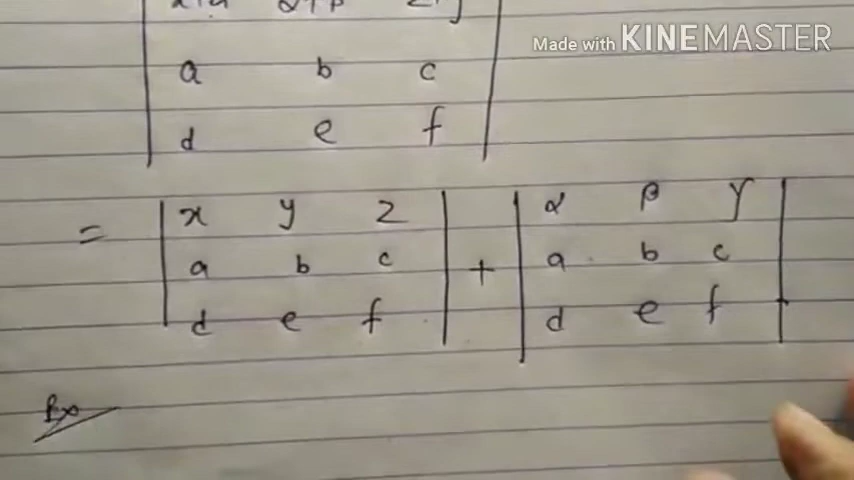 Made with KINEMASTER
a b c
d e f
= | x y z | + | α β γ |
| a b c | | a b c |
| d e f | | d e f |
Ex